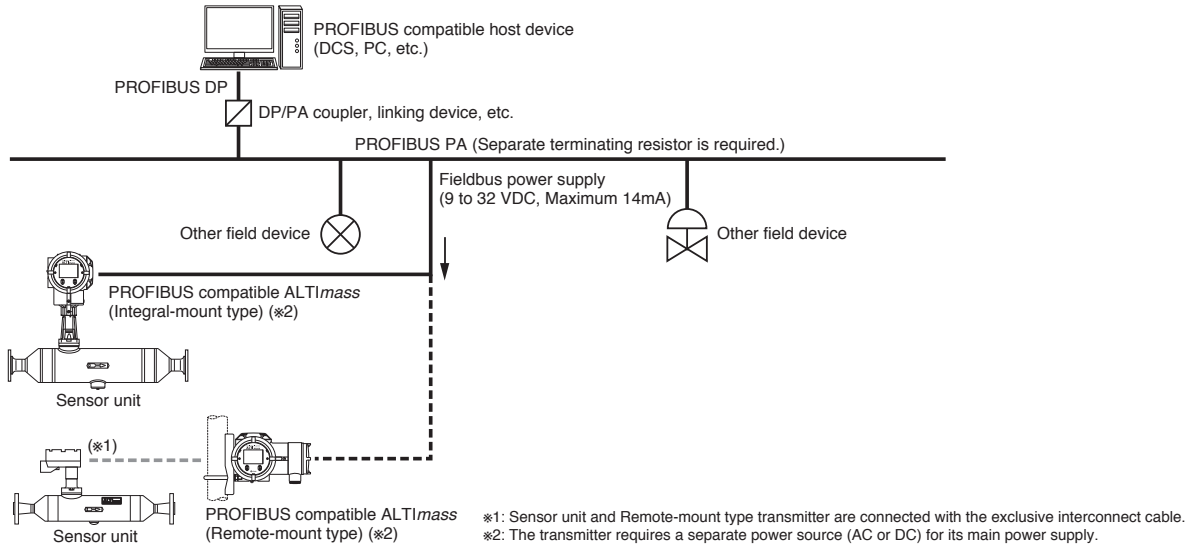 PROFIBUS compatible host device
(DCS, PC, etc.)
PROFIBUS DP
DP/PA coupler, linking device, etc.
PROFIBUS PA (Separate terminating resistor is required.)
Fieldbus power supply
(9 to 32 VDC, Maximum 14mA)
Other field device
Other field device
PROFIBUS compatible ALTImass
(Integral-mount type) (※2)
Sensor unit
(※1)
PROFIBUS compatible ALTImass
(Remote-mount type) (※2)
Sensor unit
※1: Sensor unit and Remote-mount type transmitter are connected with the exclusive interconnect cable.
※2: The transmitter requires a separate power source (AC or DC) for its main power supply.